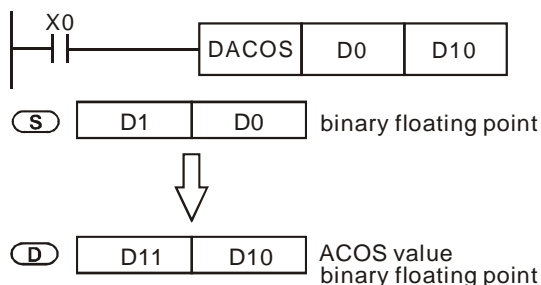 X0
DACOS D0 D10
S D1 D0 binary floating point
D D11 D10 ACOS value
binary floating point